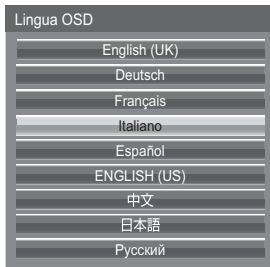 Lingua OSD
English (UK)
Deutsch
Français
Italiano
Español
ENGLISH (US)
中文
日本語
Русский